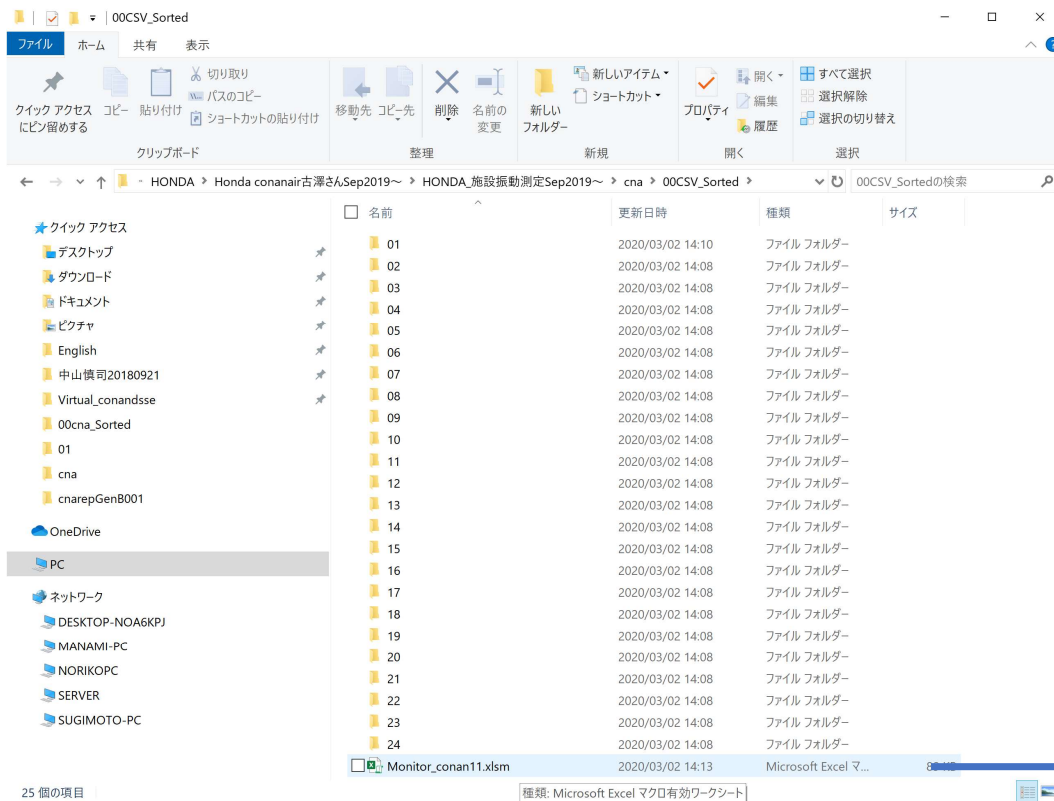 00CSV_Sorted
ファイル ホーム 共有 表示
クイック アクセス
にピン留めする
コピー
貼り付け
切り取り
パスのコピー
ショートカットの貼り付け
クリップボード
移動先
コピー先
削除
名前の
変更
整理
新しい
フォルダー
新しいアイテム
ショートカット
新規
プロパティ
開く
編集
履歴
開く
すべて選択
選択解除
選択の切り替え
選択
HONDA > Honda conanair古澤さんSep2019~ > HONDA_施設振動測定Sep2019~ > cna > 00CSV_Sorted >
00CSV_Sortedの検索
クイック アクセス
デスクトップ
ダウンロード
ドキュメント
ピクチャ
English
中山慎司20180921
Virtual_conandsse
00cna_Sorted
01
cna
cnarepGenB001
OneDrive
PC
ネットワーク
DESKTOP-NOA6KPJ
MANAMI-PC
NORIKOPC
SERVER
SUGIMOTO-PC
名前 更新日時 種類 サイズ
01 2020/03/02 14:10 ファイル フォルダー
02 2020/03/02 14:08 ファイル フォルダー
03 2020/03/02 14:08 ファイル フォルダー
04 2020/03/02 14:08 ファイル フォルダー
05 2020/03/02 14:08 ファイル フォルダー
06 2020/03/02 14:08 ファイル フォルダー
07 2020/03/02 14:08 ファイル フォルダー
08 2020/03/02 14:08 ファイル フォルダー
09 2020/03/02 14:08 ファイル フォルダー
10 2020/03/02 14:08 ファイル フォルダー
11 2020/03/02 14:08 ファイル フォルダー
12 2020/03/02 14:08 ファイル フォルダー
13 2020/03/02 14:08 ファイル フォルダー
14 2020/03/02 14:08 ファイル フォルダー
15 2020/03/02 14:08 ファイル フォルダー
16 2020/03/02 14:08 ファイル フォルダー
17 2020/03/02 14:08 ファイル フォルダー
18 2020/03/02 14:08 ファイル フォルダー
19 2020/03/02 14:08 ファイル フォルダー
20 2020/03/02 14:08 ファイル フォルダー
21 2020/03/02 14:08 ファイル フォルダー
22 2020/03/02 14:08 ファイル フォルダー
23 2020/03/02 14:08 ファイル フォルダー
24 2020/03/02 14:08 ファイル フォルダー
Monitor_conan11.xlsm 2020/03/02 14:13 Microsoft Excel マ...
25 個の項目
種類: Microsoft Excel マクロ有効ワークシート